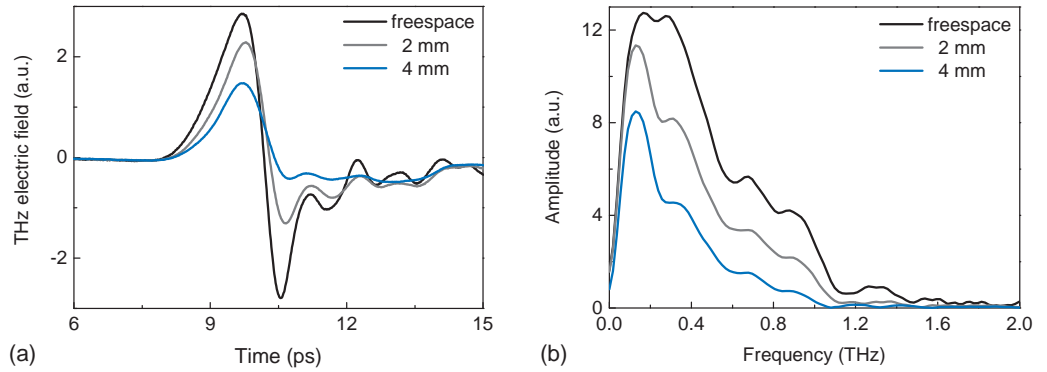 freespace
2 mm
4 mm
2
0
-2
THz electric field (a.u.)
6
9
12
15
Time (ps)
(a)
freespace
2 mm
4 mm
12
8
4
0
Amplitude (a.u.)
0.0
0.4
0.8
1.2
1.6
2.0
Frequency (THz)
(b)